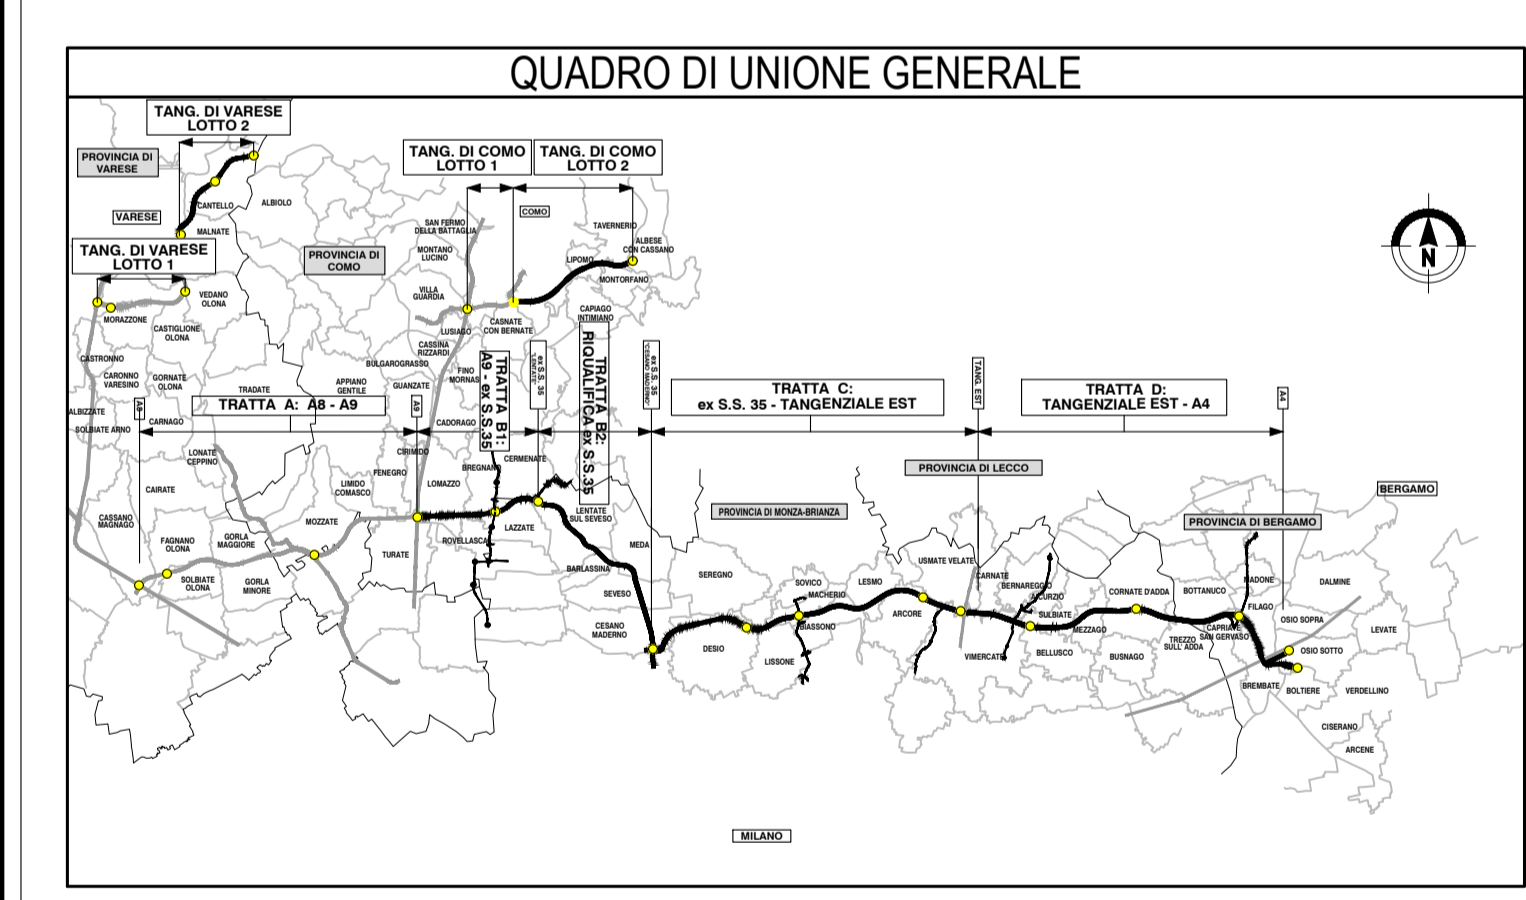 QUADRO DI UNIONE GENERALE
TANG. DI VARESE
LOTTO 2
PROVINCIA DI
VARESE
CANTELLO
ALBIOLO
VARESE
MALNATE
TANG. DI VARESE
LOTTO 1
PROVINCIA DI
COMO
VEDANO
OLONA
MORAZZONE
CASTIGLIONE
OLONA
CASTRONNO
CARONNO
VARESINO
GORNATE
OLONA
TRADATE
APPIANO
GENTILE
ALBIZZATE
SOLBIATE ARNO
CARNAGO
A8
TRATTA A: A8 - A9
A9
TANG. DI COMO
LOTTO 1
TANG. DI COMO
LOTTO 2
COMO
SAN FERMO
DELLA BATTAGLIA
MONTANO
LUCINO
VILLA
GUARDIA
TAVERNERIO
ALBESE
CON CASSANO
LIPOMO
MONTORFANO
CAPIAGO
INTIMIANO
LUSIAGO
CASNATE
CON BERNATE
CASSINA
RIZZARDI
BULGAROGRASSO
GUANZATE
FINO
MORNAS
CADORAGO
TRATTA B1:
A9 - ex S.S.35
ex S.S. 35
"LENTATE"
TRATTA B2:
RIQUALIFICA ex S.S.35
ex S.S. 35
"CESANO MADERNO"
TRATTA C:
ex S.S. 35 - TANGENZIALE EST
TANG. EST
TRATTA D:
TANGENZIALE EST - A4
A4
LONATE
CEPPINO
CAIRATE
CASSANO
MAGNAGO
FAGNANO
OLONA
GORLA
MAGGIORE
SOLBIATE
OLONA
GORLA
MINORE
MOZZATE
LIMIDO
COMASCO
FENEGRO
CIRIMIDO
LOMAZZO
BREGNANO
CERMENATE
TURATE
ROVELLASCA
LAZZATE
LENTATE
SUL SEVESO
MEDA
BARLASSINA
SEVESO
CESANO
MADERNO
PROVINCIA DI MONZA-BRIANZA
PROVINCIA DI LECCO
PROVINCIA DI BERGAMO
BERGAMO
SEREGNO
DESIO
LISSONE
SOVICO
MACHERIO
BIASSONO
LESMO
ARCORE
USMATE VELATE
CARNATE
BERNAREGGIO
AICURZIO
SULBIATE
VIMERCATE
BELLUSCO
MEZZAGO
CORNATE D'ADDA
BUSNAGO
BOTTANUCO
TREZZO
SULL' ADDA
CAPRIATE
SAN GERVASO
MADONE
FILAGO
DALMINE
OSIO SOPRA
OSIO SOTTO
LEVATE
BREMBATE
BOLTIERE
VERDELLINO
CISERANO
ARCENE
MILANO
N